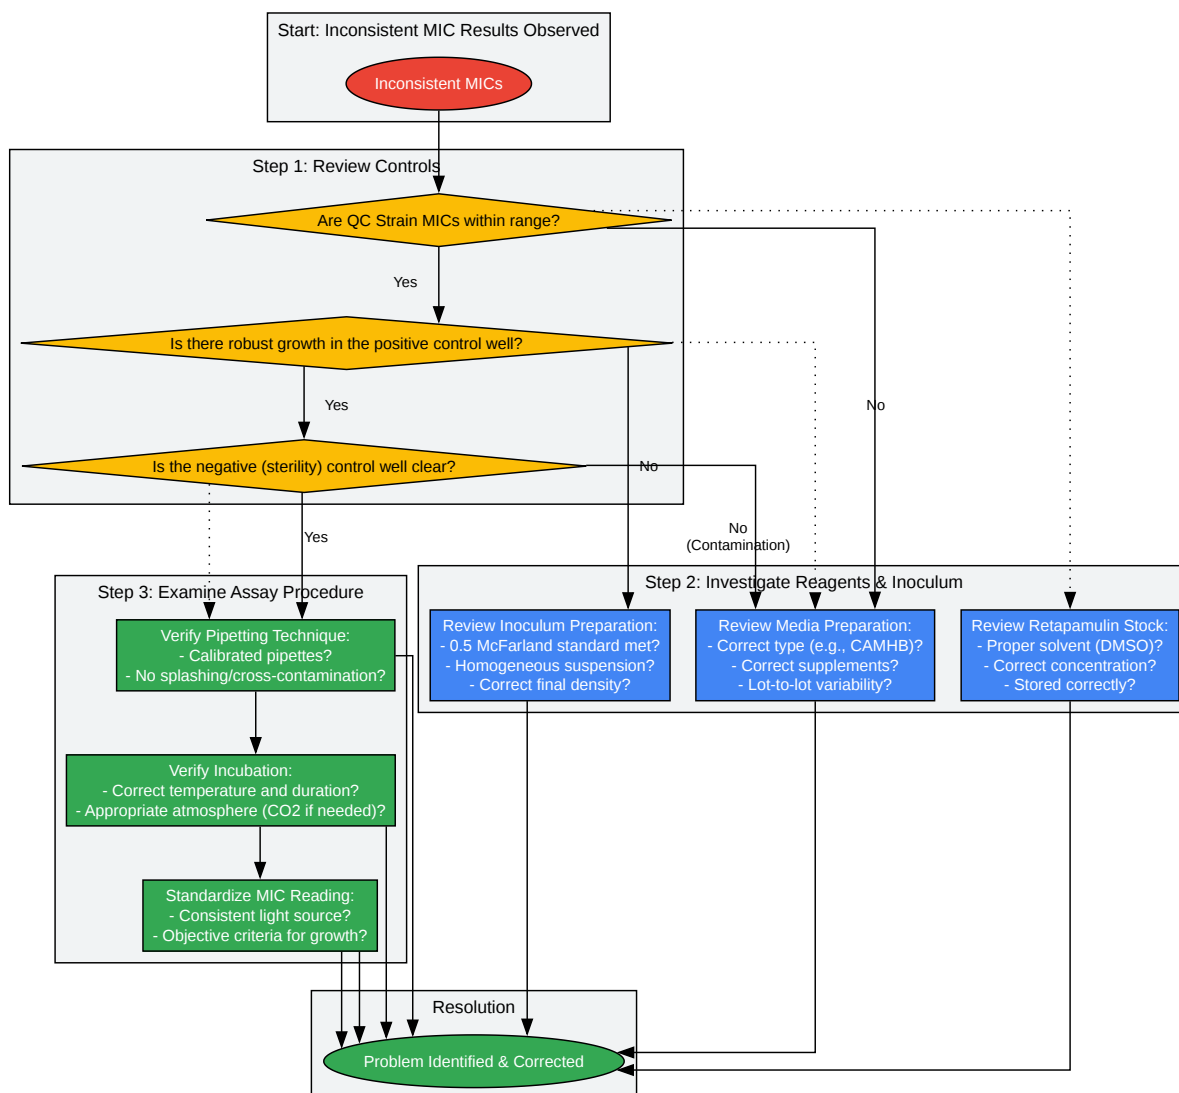 Start: Inconsistent MIC Results Observed
Inconsistent MICs
Step 1: Review Controls
Are QC Strain MICs within range?
Yes
Is there robust growth in the positive control well?
Yes
No
Is the negative (sterility) control well clear?
No
No
(Contamination)
Yes
Step 3: Examine Assay Procedure
Verify Pipetting Technique:
- Calibrated pipettes?
- No splashing/cross-contamination?
Verify Incubation:
- Correct temperature and duration?
- Appropriate atmosphere (CO2 if needed)?
Standardize MIC Reading:
- Consistent light source?
- Objective criteria for growth?
Step 2: Investigate Reagents & Inoculum
Review Inoculum Preparation:
- 0.5 McFarland standard met?
- Homogeneous suspension?
- Correct final density?
Review Media Preparation:
- Correct type (e.g., CAMHB)?
- Correct supplements?
- Lot-to-lot variability?
Review Retapamulin Stock:
- Proper solvent (DMSO)?
- Correct concentration?
- Stored correctly?
Resolution
Problem Identified & Corrected